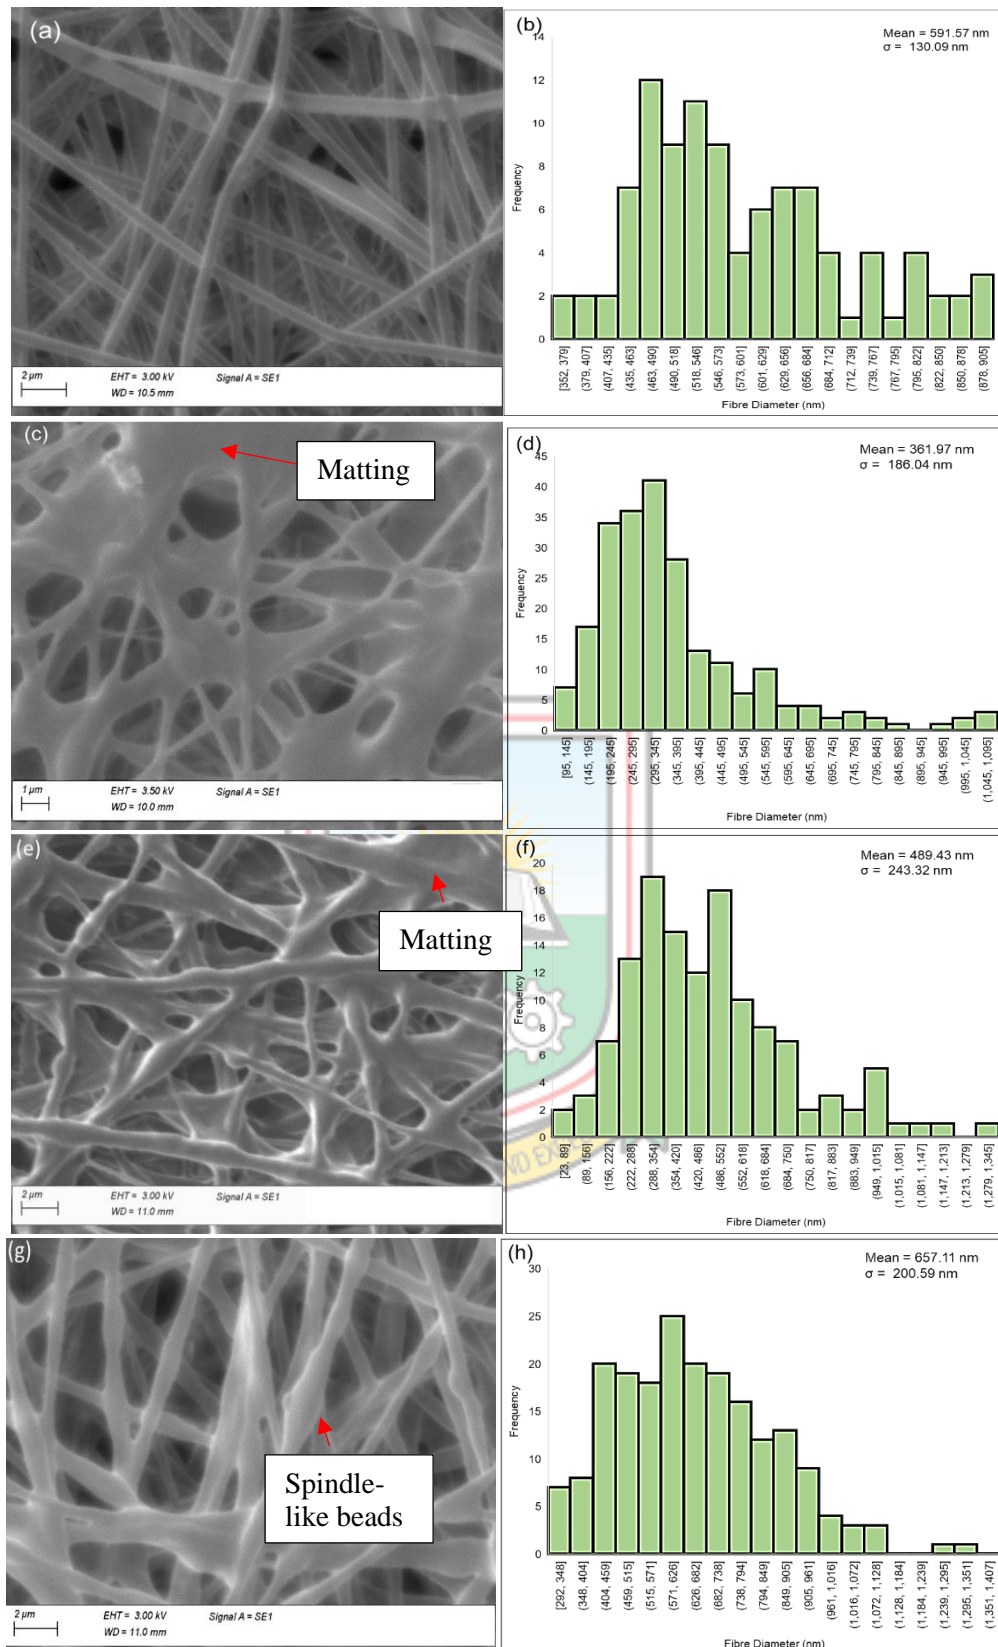 (a)
2 µm
EHT = 3.00 kV
Signal A = SE1
WD = 10.5 mm
(b)
Mean = 591.57 nm
σ = 130.09 nm
14
12
10
8
6
4
2
0
Frequency
[352, 379]
(379, 407]
(407, 435]
(435, 463]
(463, 490]
(490, 518]
(518, 546]
(546, 573]
(573, 601]
(601, 629]
(629, 656]
(656, 684]
(684, 712]
(712, 739]
(739, 767]
(767, 795]
(795, 822]
(822, 850]
(850, 878]
(878, 905]
Fibre Diameter (nm)
(c)
Matting
1 µm
EHT = 3.50 kV
Signal A = SE1
WD = 10.0 mm
(d)
Mean = 361.97 nm
σ = 186.04 nm
45
40
35
30
25
20
15
10
5
0
Frequency
[95, 145]
(145, 195]
(195, 245]
(245, 295]
(295, 345]
(345, 395]
(395, 445]
(445, 495]
(495, 545]
(545, 595]
(595, 645]
(645, 695]
(695, 745]
(745, 795]
(795, 845]
(845, 895]
(895, 945]
(945, 995]
(995, 1,045]
(1,045, 1,095]
Fibre Diameter (nm)
(e)
Matting
2 µm
EHT = 3.00 kV
Signal A = SE1
WD = 11.0 mm
(f)
Mean = 489.43 nm
σ = 243.32 nm
20
18
16
14
12
10
8
6
4
2
0
Frequency
[23, 89]
(89, 156]
(156, 222]
(222, 288]
(288, 354]
(354, 420]
(420, 486]
(486, 552]
(552, 618]
(618, 684]
(684, 750]
(750, 817]
(817, 883]
(883, 949]
(949, 1,015]
(1,015, 1,081]
(1,081, 1,147]
(1,147, 1,213]
(1,213, 1,279]
(1,279, 1,345]
Fibre Diameter (nm)
(g)
Spindle-
like beads
2 µm
EHT = 3.00 kV
Signal A = SE1
WD = 11.0 mm
(h)
Mean = 657.11 nm
σ = 200.59 nm
30
25
20
15
10
5
0
Frequency
[292, 348]
(348, 404]
(404, 459]
(459, 515]
(515, 571]
(571, 626]
(626, 682]
(682, 738]
(738, 794]
(794, 849]
(849, 905]
(905, 961]
(961, 1,016]
(1,016, 1,072]
(1,072, 1,128]
(1,128, 1,184]
(1,184, 1,239]
(1,239, 1,295]
(1,295, 1,351]
(1,351, 1,407]
Fibre Diameter (nm)